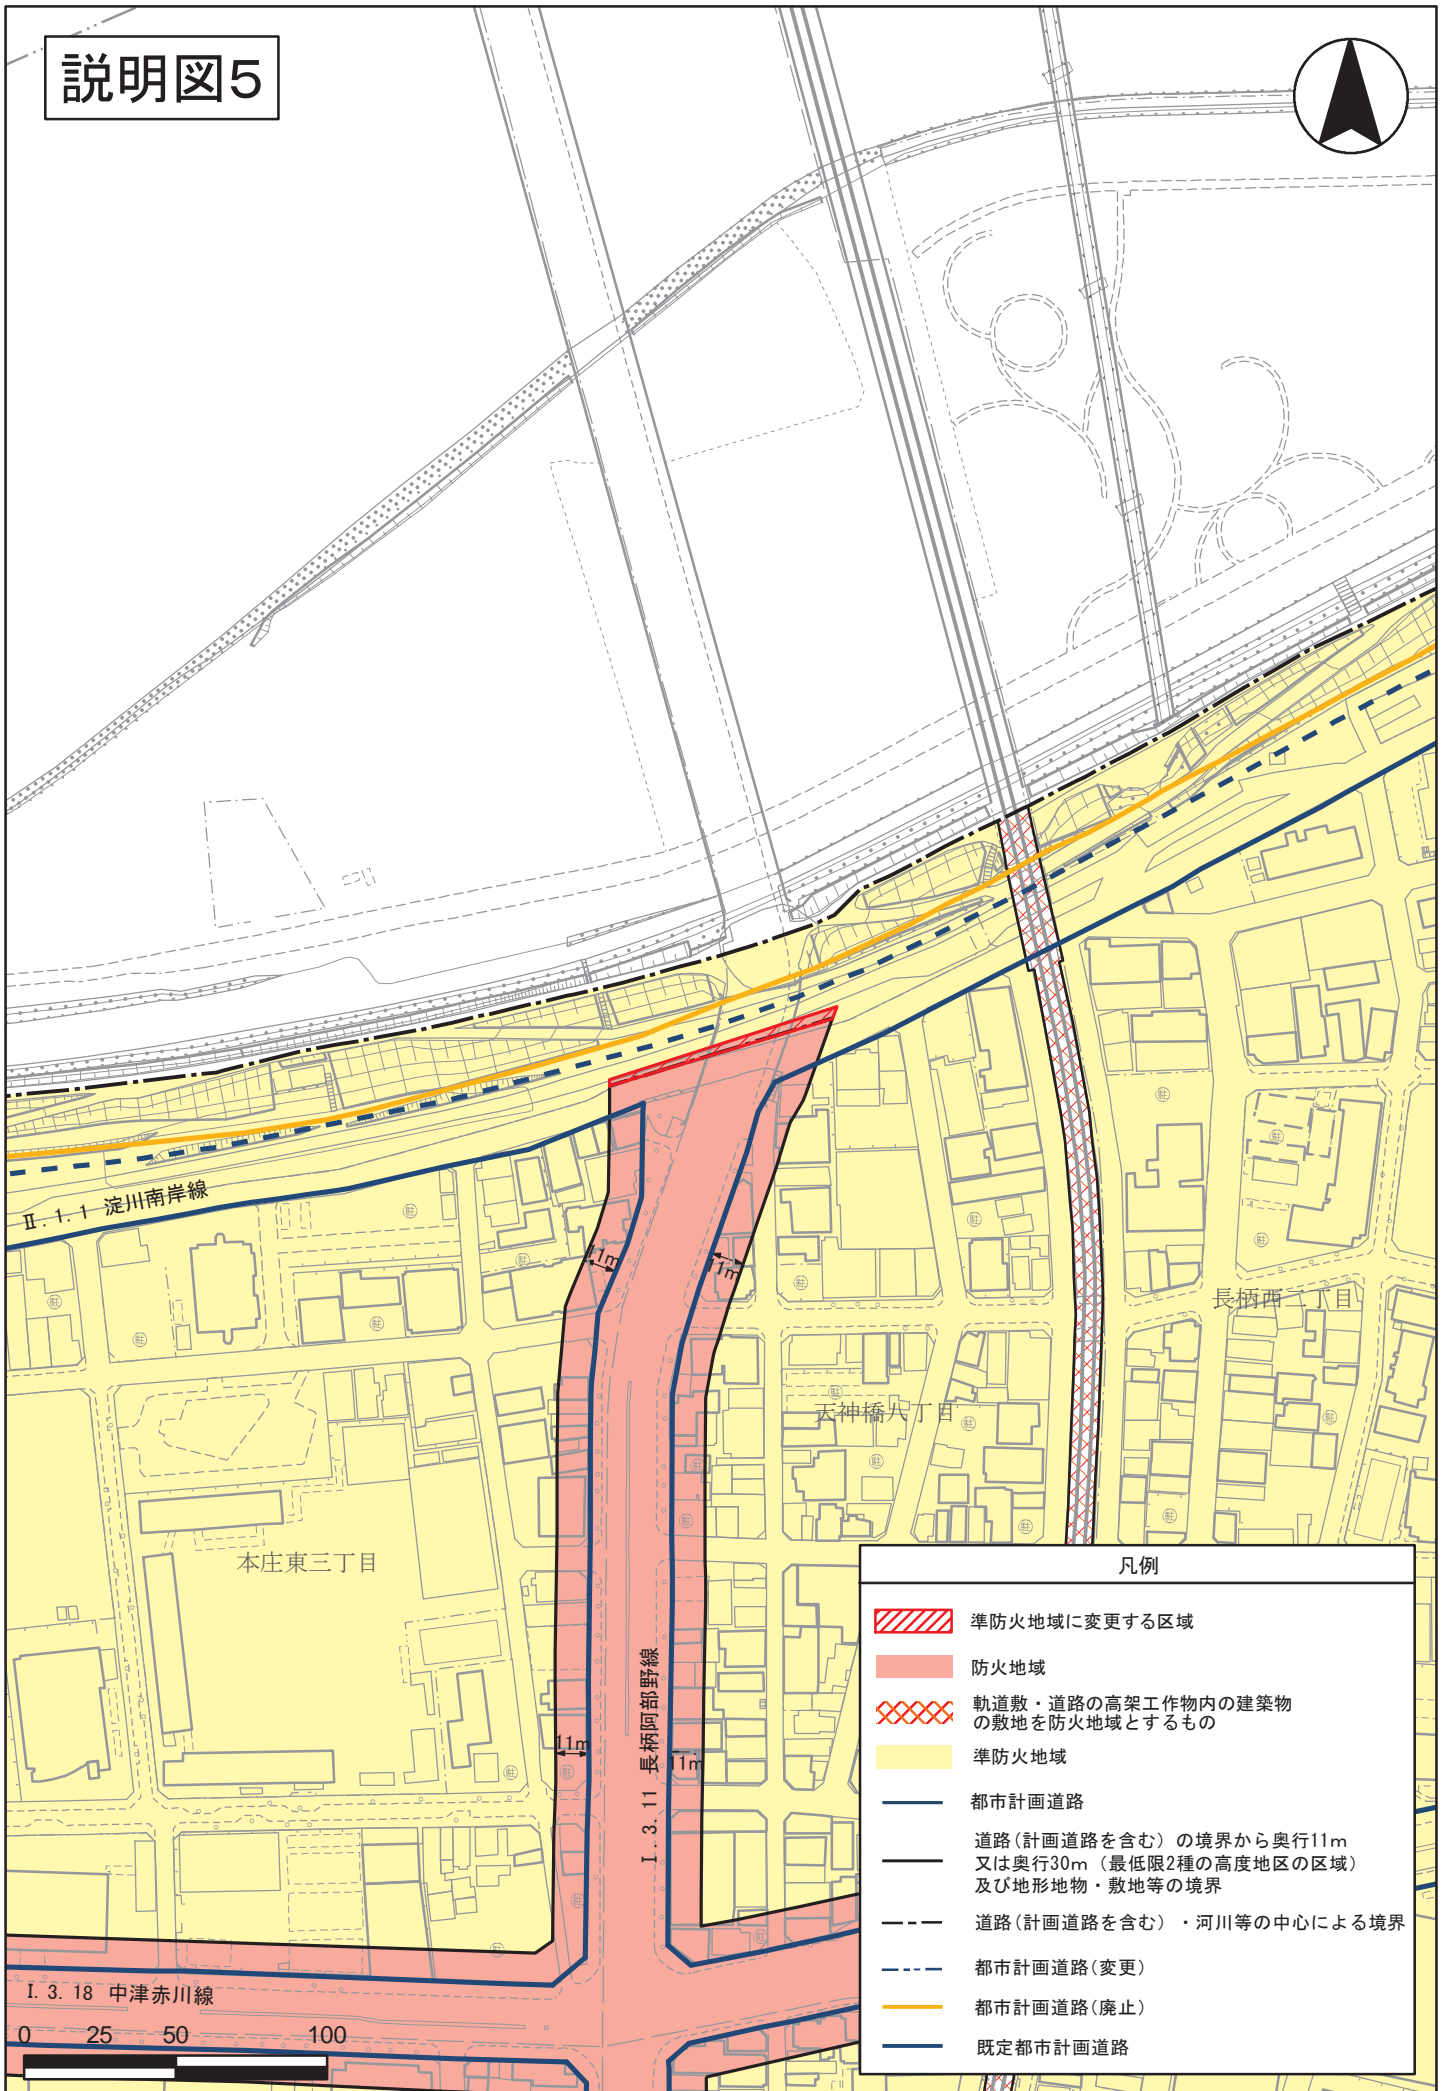 説明図5
Ⅱ.1.1 淀川南岸線
11m
11m
長柄西二丁目
天神橋八丁目
本庄東三丁目
Ⅰ.3.11 長柄阿部野線
11m
11m
Ⅰ.3.18 中津赤川線
0 25 50 100
凡例
準防火地域に変更する区域
防火地域
軌道敷・道路の高架工作物内の建築物
の敷地を防火地域とするもの
準防火地域
都市計画道路
道路(計画道路を含む)の境界から奥行11m
又は奥行30m(最低限2種の高度地区の区域)
及び地形地物・敷地等の境界
道路(計画道路を含む)・河川等の中心による境界
都市計画道路(変更)
都市計画道路(廃止)
既定都市計画道路